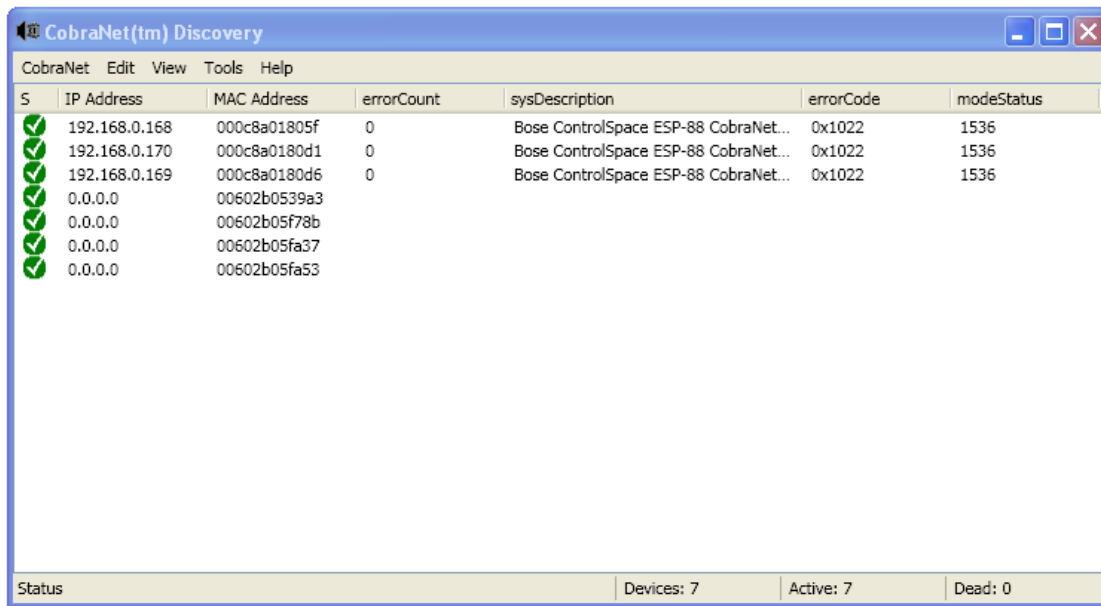 CobraNet(tm) Discovery
CobraNet Edit View Tools Help
S IP Address MAC Address errorCount sysDescription errorCode modeStatus
192.168.0.168 000c8a01805f 0 Bose ControlSpace ESP-88 CobraNet... 0x1022 1536
192.168.0.170 000c8a0180d1 0 Bose ControlSpace ESP-88 CobraNet... 0x1022 1536
192.168.0.169 000c8a0180d6 0 Bose ControlSpace ESP-88 CobraNet... 0x1022 1536
0.0.0.0 00602b0539a3
0.0.0.0 00602b05f78b
0.0.0.0 00602b05fa37
0.0.0.0 00602b05fa53
Status Devices: 7 Active: 7 Dead: 0